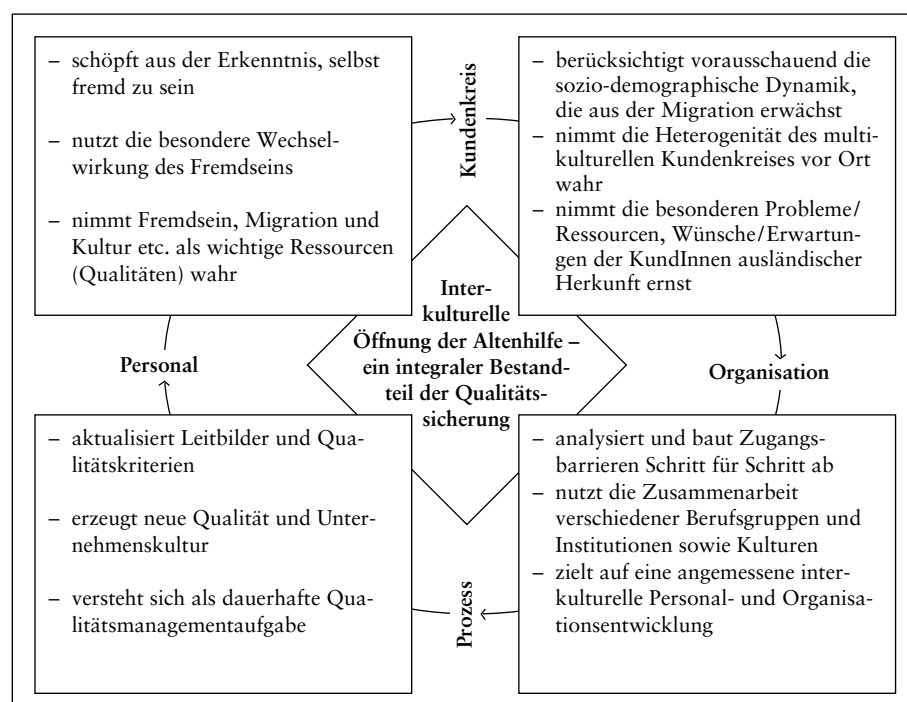 – schöpft aus der Erkenntnis, selbst
fremd zu sein
– nutzt die besondere Wechsel-
wirkung des Fremdseins
– nimmt Fremdsein, Migration und
Kultur etc. als wichtige Ressourcen
(Qualitäten) wahr
Kundenkreis
– berücksichtigt vorausschauend die
sozio-demographische Dynamik,
die aus der Migration erwächst
– nimmt die Heterogenität des multi-
kulturellen Kundenkreises vor Ort
wahr
– nimmt die besonderen Probleme/
Ressourcen, Wünsche/Erwartun-
gen der KundInnen ausländischer
Herkunft ernst
Personal
Inter-
kulturelle
Öffnung der Altenhilfe –
ein integraler Bestand-
teil der Qualitäts-
sicherung
Organisation
– aktualisiert Leitbilder und Qua-
litätskriterien
– erzeugt neue Qualität und Unter-
nehmenskultur
– versteht sich als dauerhafte Qua-
litätsmanagementaufgabe
Prozess
– analysiert und baut Zugangs-
barrieren Schritt für Schritt ab
– nutzt die Zusammenarbeit
verschiedener Berufsgruppen und
Institutionen sowie Kulturen
– zielt auf eine angemessene inter-
kulturelle Personal- und Organisa-
tionsentwicklung